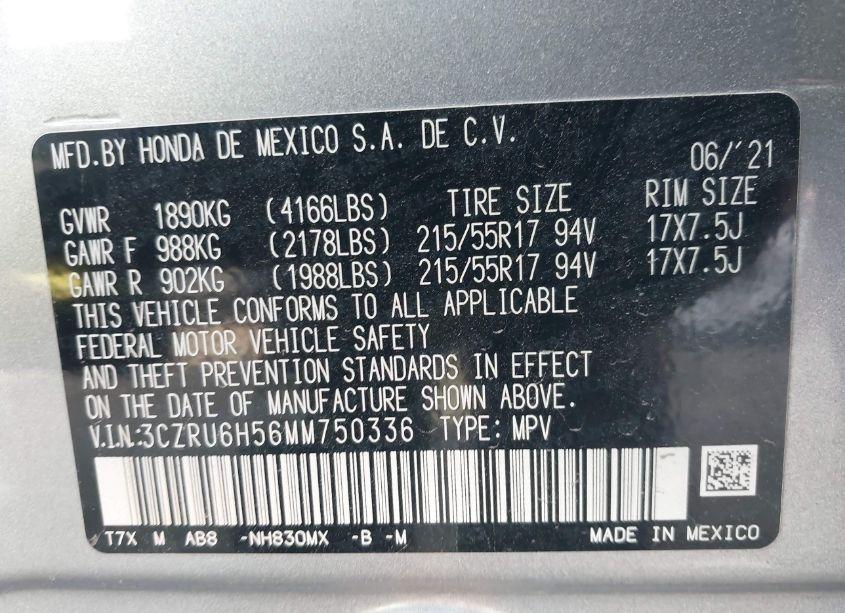 MFD.BY HONDA DE MEXICO S.A. DE C.V. 06/'21
GVWR 1890KG (4166LBS) TIRE SIZE RIM SIZE
GAWR F 988KG (2178LBS) 215/55R17 94V 17X7.5J
GAWR R 902KG (1988LBS) 215/55R17 94V 17X7.5J
THIS VEHICLE CONFORMS TO ALL APPLICABLE
FEDERAL MOTOR VEHICLE SAFETY
AND THEFT PREVENTION STANDARDS IN EFFECT
ON THE DATE OF MANUFACTURE SHOWN ABOVE.
V.I.N.:3CZRU6H56MM750336 TYPE: MPV
T7X M AB8 -NH830MX -B -M MADE IN MEXICO